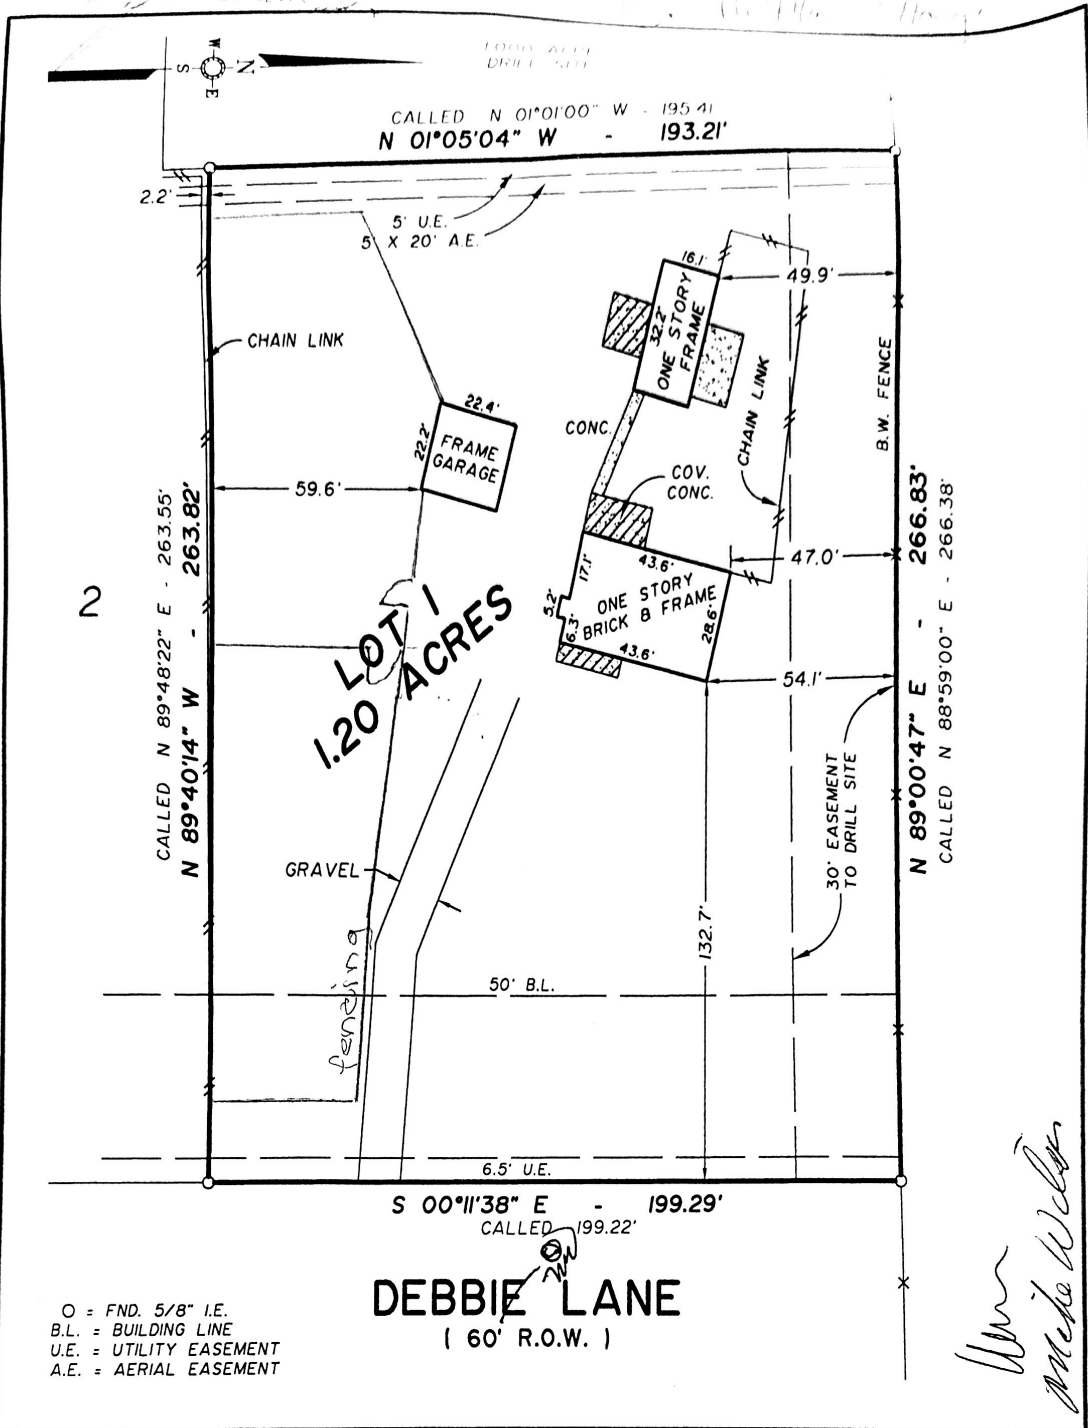 W
S N
E
DRILL SITE
CALLED N 01°01'00" W - 195.41
N 01°05'04" W - 193.21'
2.2'
5' U.E.
5' X 20' A.E.
16.1'
49.9'
32.2'
ONE STORY
FRAME
CHAIN LINK
B.W. FENCE
22.4'
22.2'
FRAME
GARAGE
CONC.
CHAIN LINK
COV.
CONC.
59.6'
43.6'
47.0'
17.1'
5.2'
6.3'
ONE STORY
BRICK & FRAME
28.6'
43.6'
54.1'
2
CALLED N 89°48'22" E - 263.55'
N 89°40'14" W - 263.82'
LOT 1
1.20 ACRES
N 89°00'47" E - 266.83'
CALLED N 88°59'00" E - 266.38'
30' EASEMENT
TO DRILL SITE
GRAVEL
132.7'
fencing
50' B.L.
6.5' U.E.
S 00°11'38" E - 199.29'
CALLED 199.22'
DEBBIE LANE
( 60' R.O.W. )
O = FND. 5/8" I.E.
B.L. = BUILDING LINE
U.E. = UTILITY EASEMENT
A.E. = AERIAL EASEMENT